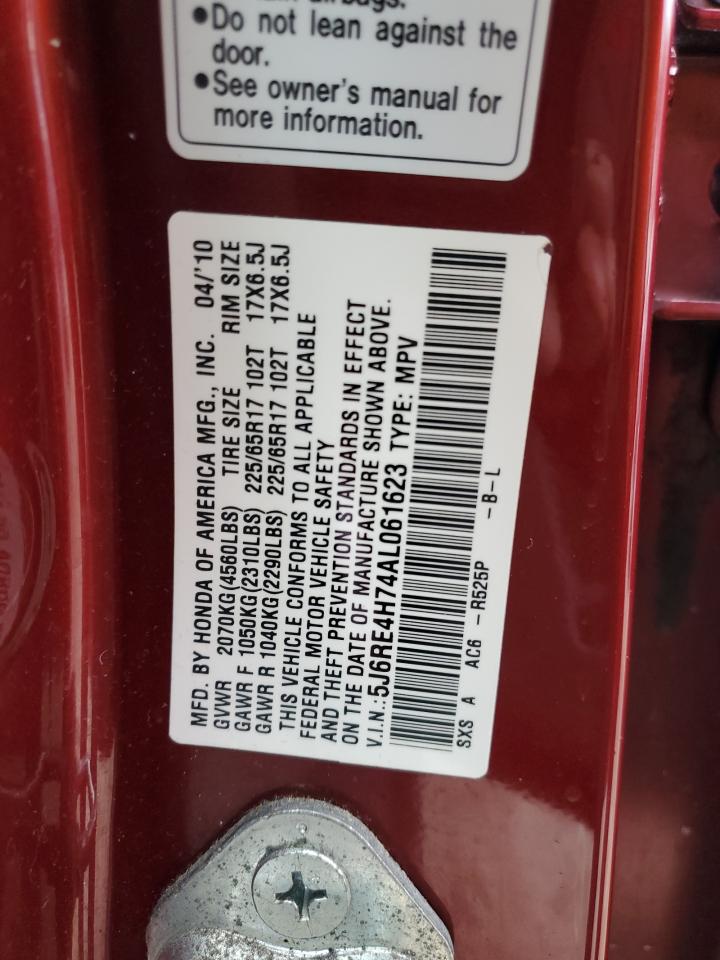 ●Do not lean against the
door.
●See owner's manual for
more information.
MFD. BY HONDA OF AMERICA MFG., INC. 04/'10
GVWR 2070KG(4560LBS) TIRE SIZE RIM SIZE
GAWR F 1050KG(2310LBS) 225/65R17 102T 17X6.5J
GAWR R 1040KG(2290LBS) 225/65R17 102T 17X6.5J
THIS VEHICLE CONFORMS TO ALL APPLICABLE
FEDERAL MOTOR VEHICLE SAFETY
AND THEFT PREVENTION STANDARDS IN EFFECT
ON THE DATE OF MANUFACTURE SHOWN ABOVE.
V.I.N.:5J6RE4H74AL061623 TYPE: MPV
SXS A AC6 -R525P -B-L